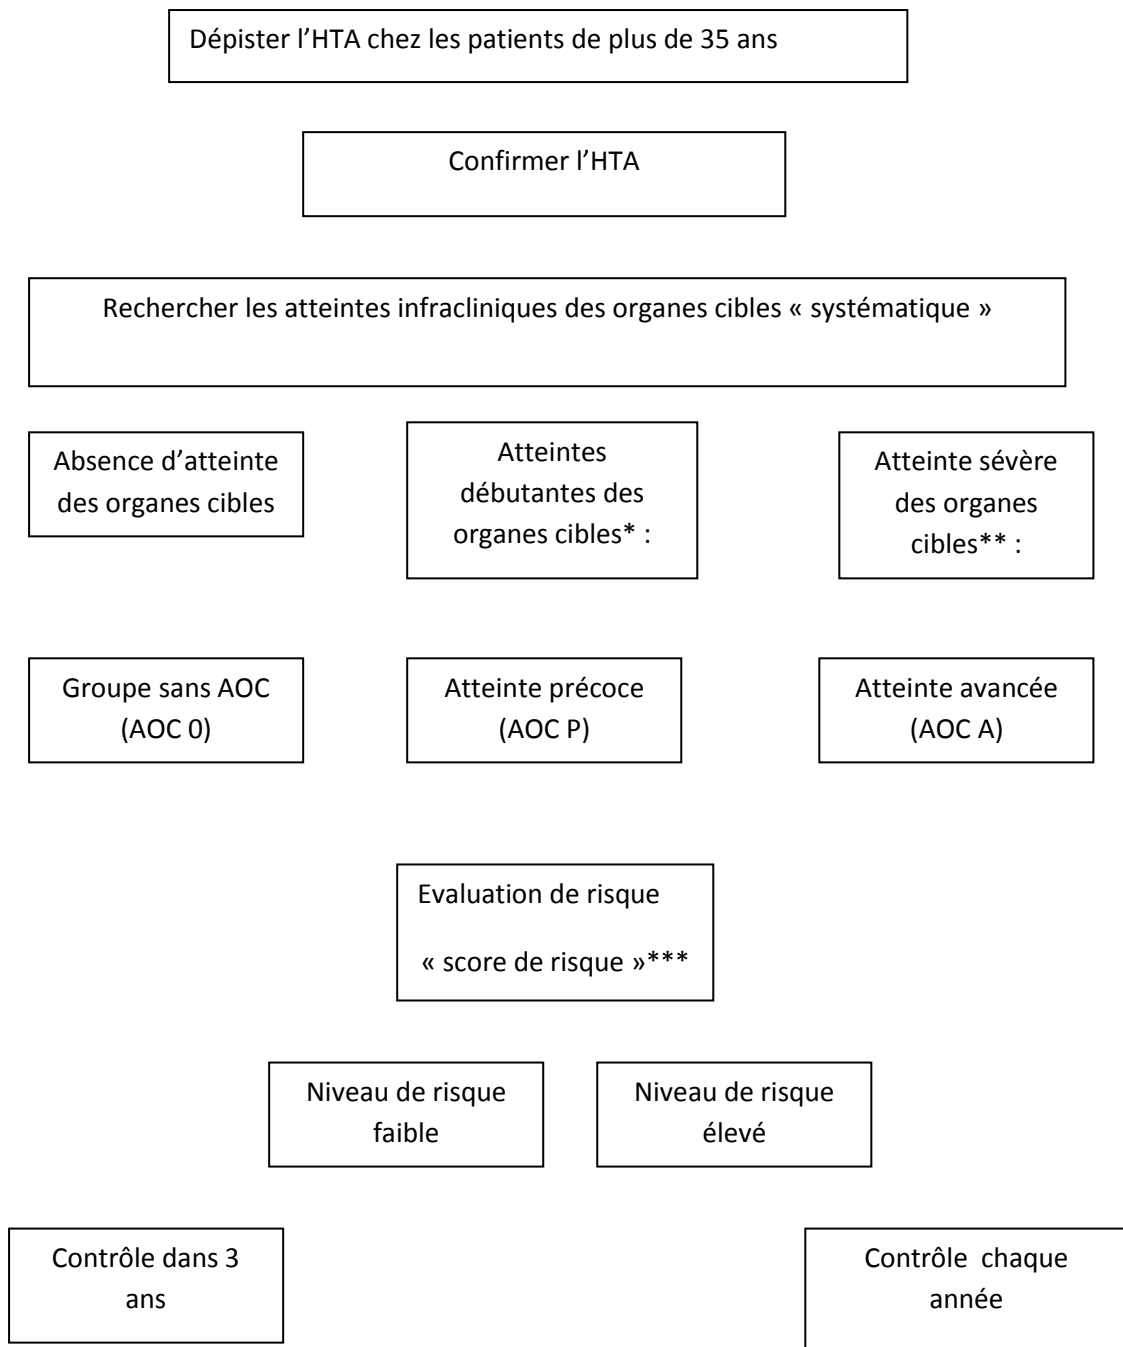 Dépister l’HTA chez les patients de plus de 35 ans
Confirmer l’HTA
Rechercher les atteintes infracliniques des organes cibles « systématique »
Absence d’atteinte
des organes cibles
Atteintes
débutantes des
organes cibles* :
Atteinte sévère
des organes
cibles** :
Groupe sans AOC
(AOC 0)
Atteinte précoce
(AOC P)
Atteinte avancée
(AOC A)
Evaluation de risque
« score de risque »***
Niveau de risque
faible
Niveau de risque
élevé
Contrôle dans 3
ans
Contrôle chaque
année